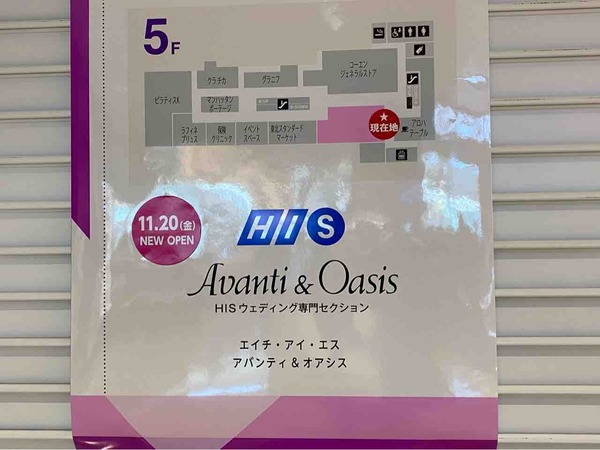 5F
コーエン
ジェネラルストア
クラチカ
グラニフ
ピラティスK
マンハッタン
ポーテージ
ラフィネ
プリュス
保険
クリニック
イベント
スペース
東北スタンダード
マーケット
現在地
アロハ
テーブル
11.20(金)
NEW OPEN
HIS
Avanti & Oasis
HISウェディング専門セクション
エイチ・アイ・エス
アバンティ&オアシス